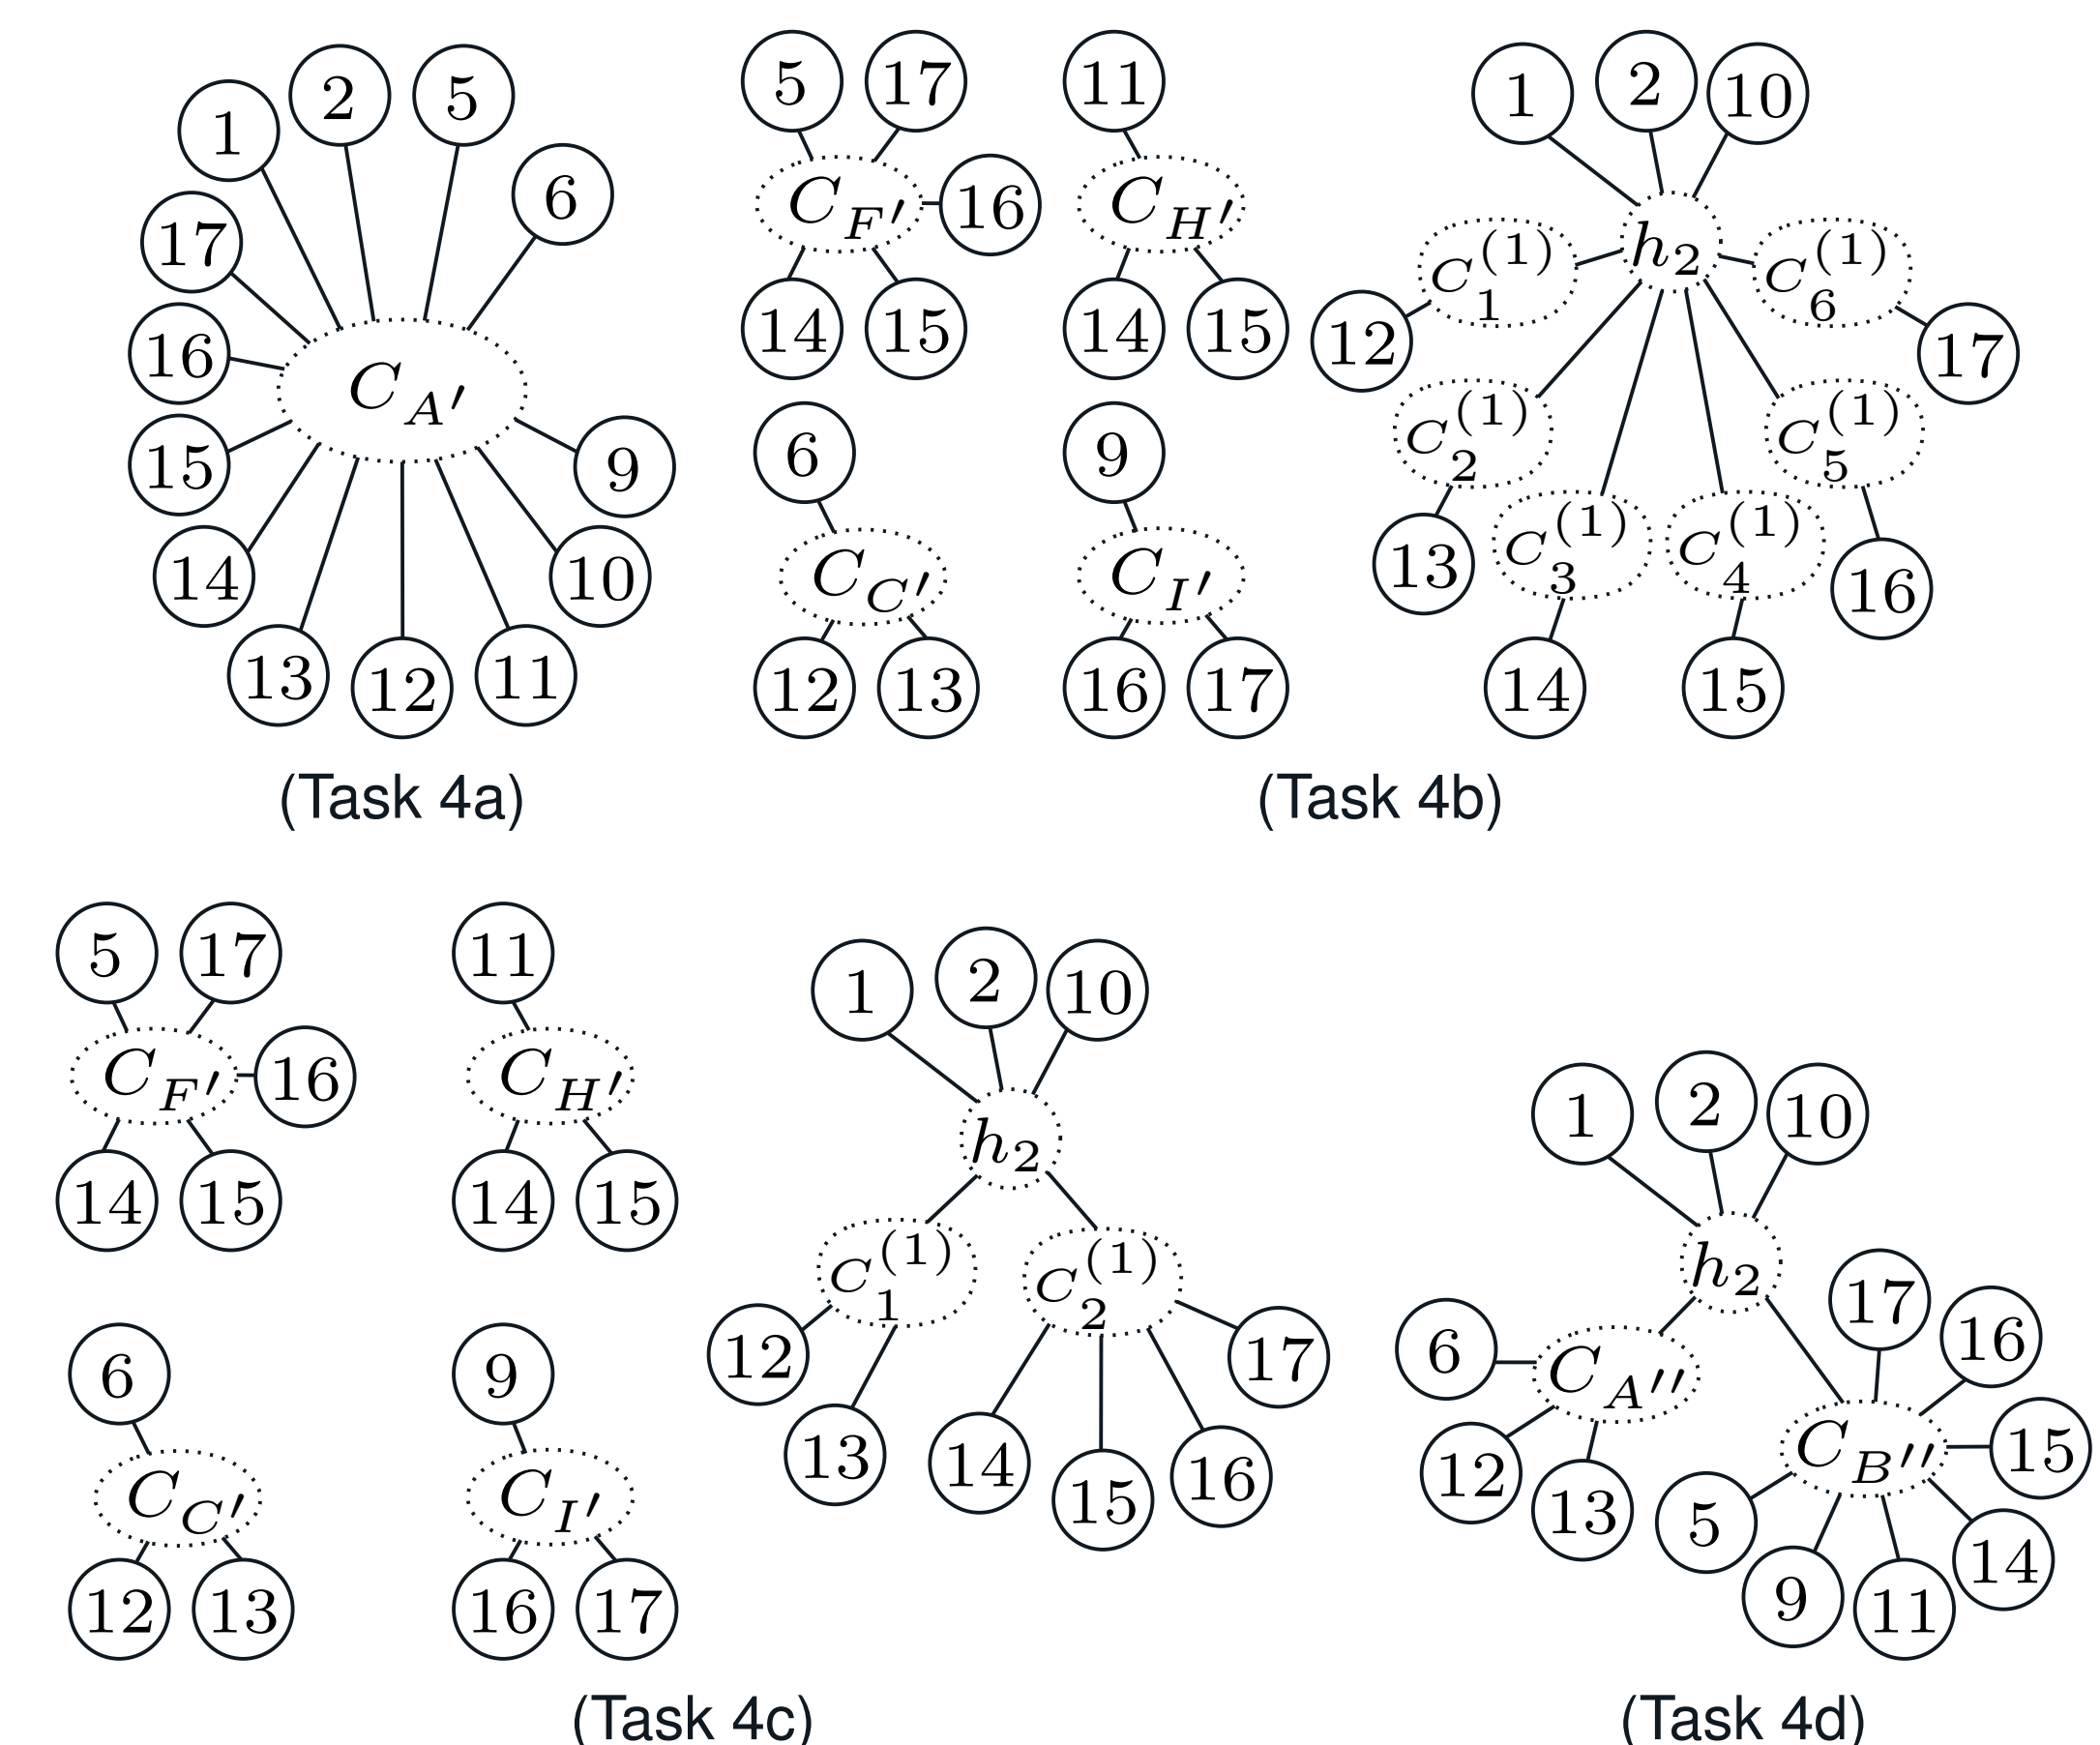 1 2 5 6 17 16 15 14 13 12 11 10 9
C_{A'}
(Task 4a)
5 17
C_{F'} 16
14 15
11
C_{H'}
14 15
6
C_{C'}
12 13
9
C_{I'}
16 17
1 2 10
h_2
C_1^{(1)} C_6^{(1)}
12 17
C_2^{(1)} C_5^{(1)}
13 C_3^{(1)} C_4^{(1)} 16
14 15
(Task 4b)
5 17
C_{F'} 16
14 15
11
C_{H'}
14 15
6
C_{C'}
12 13
9
C_{I'}
16 17
1 2 10
h_2
C_1^{(1)} C_2^{(1)}
12 13 14 15 16 17
(Task 4c)
1 2 10
h_2
6 C_{A''}
12 13
17 16
C_{B''} 15
5 9 11 14
(Task 4d)